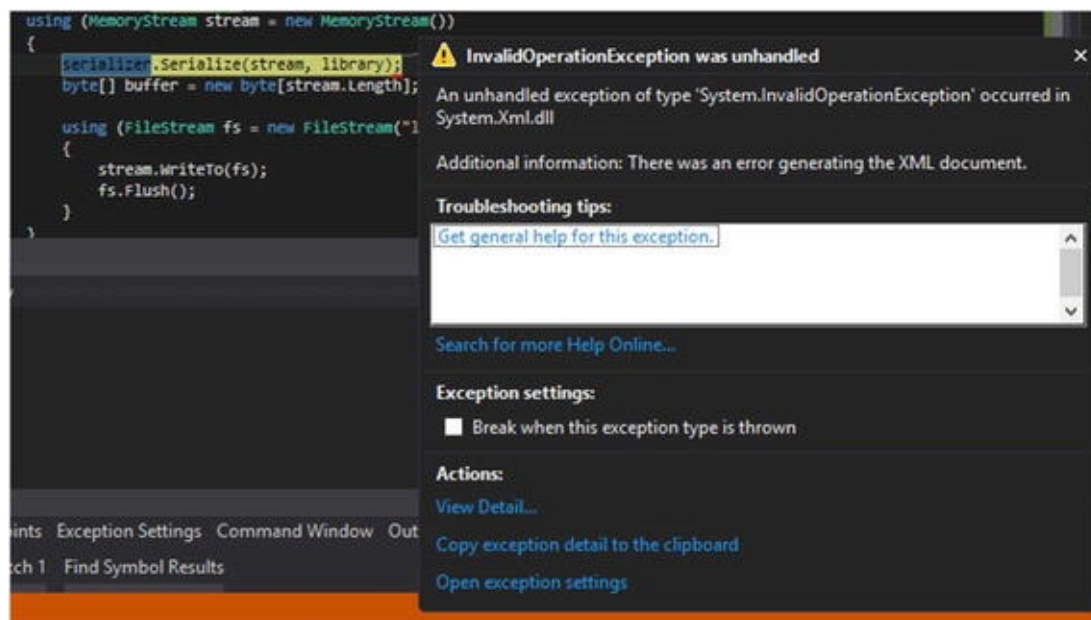 using (MemoryStream stream = new MemoryStream())
{
serializer.Serialize(stream, library);
byte[] buffer = new byte[stream.Length];
using (FileStream fs = new FileStream("l
{
stream.WriteTo(fs);
fs.Flush();
}
}
InvalidOperationException was unhandled
An unhandled exception of type 'System.InvalidOperationException' occurred in
System.Xml.dll
Additional information: There was an error generating the XML document.
Troubleshooting tips:
Get general help for this exception.
Search for more Help Online...
Exception settings:
Break when this exception type is thrown
Actions:
View Detail...
Copy exception detail to the clipboard
Open exception settings
ints Exception Settings Command Window Out
tch 1 Find Symbol Results